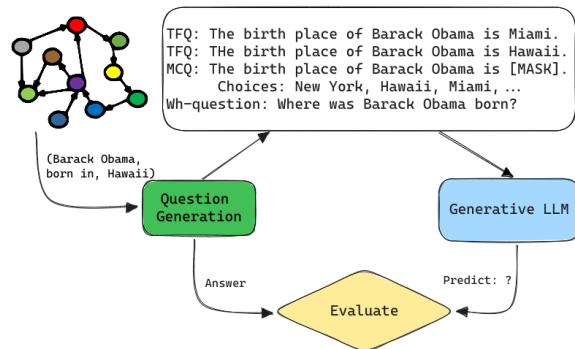 TFQ: The birth place of Barack Obama is Miami.
TFQ: The birth place of Barack Obama is Hawaii.
MCQ: The birth place of Barack Obama is [MASK].
Choices: New York, Hawaii, Miami, ...
Wh-question: Where was Barack Obama born?
(Barack Obama,
born in, Hawaii)
Question
Generation
Generative LLM
Answer
Predict: ?
Evaluate